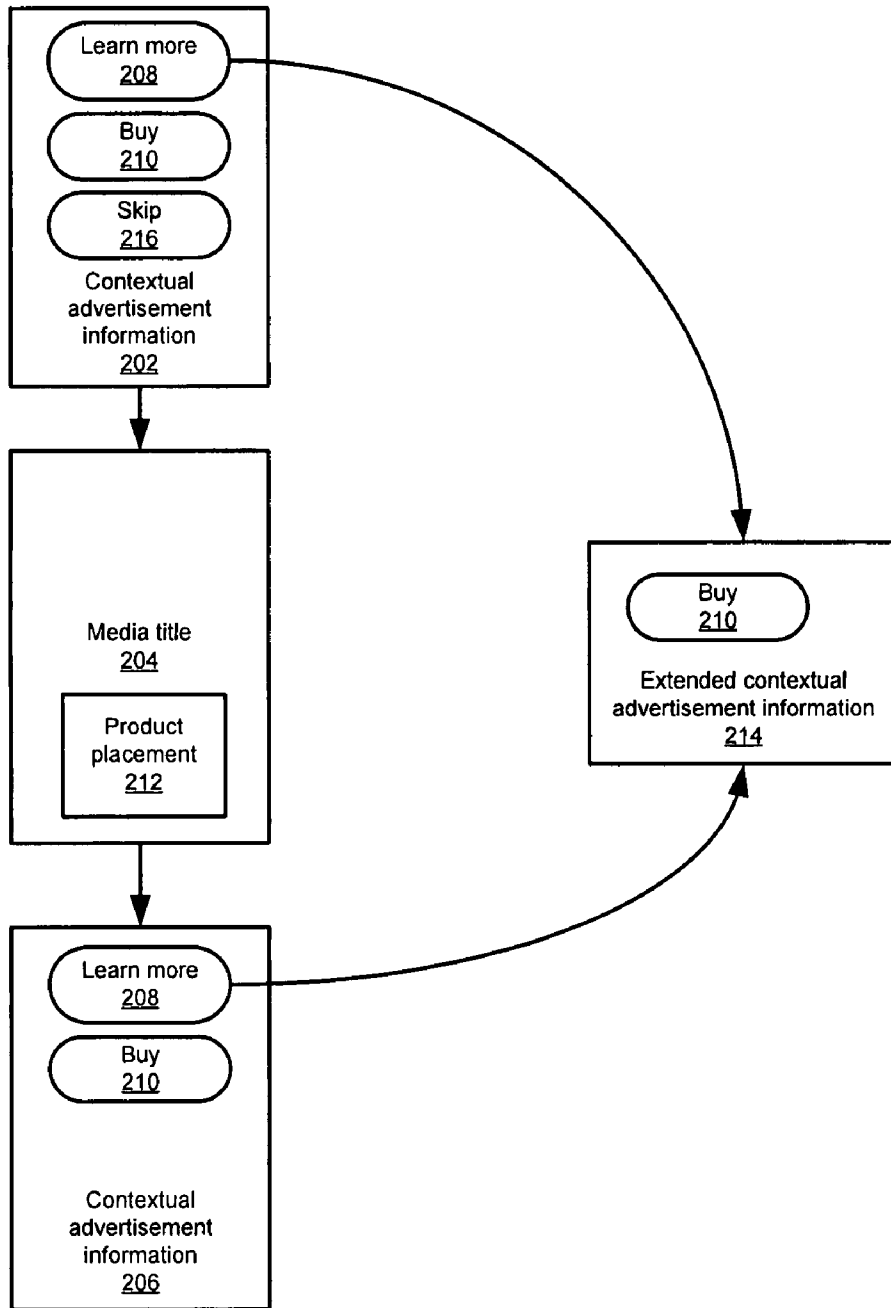 Learn more
208
Buy
210
Skip
216
Contextual
advertisement
information
202
Media title
204
Product
placement
212
Buy
210
Extended contextual
advertisement information
214
Learn more
208
Buy
210
Contextual
advertisement
information
206